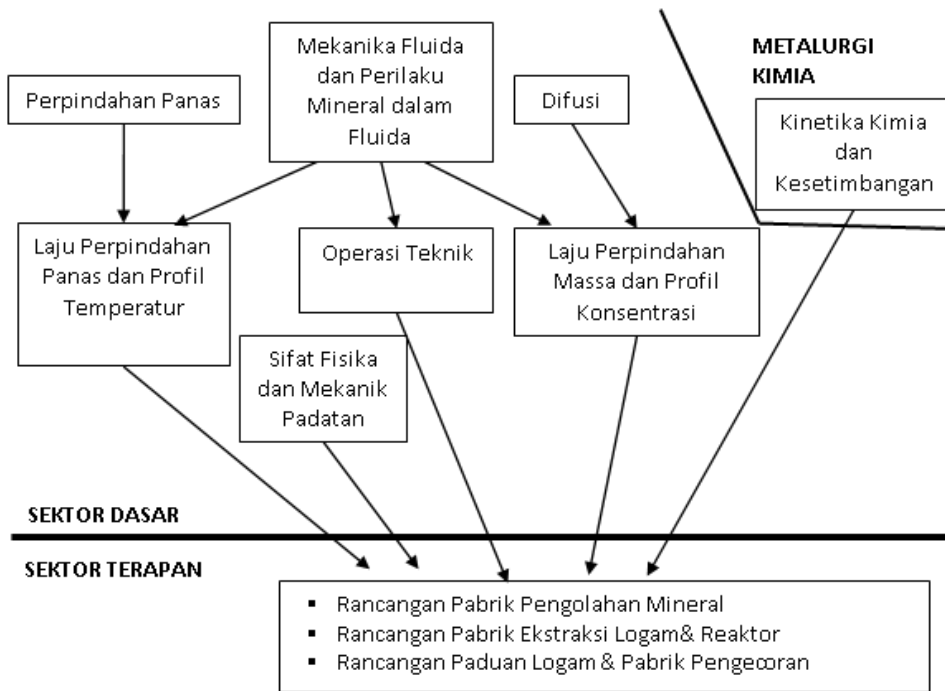 Mekanika Fluida
dan Perilaku
Mineral dalam
Fluida
METALURGI
KIMIA
Perpindahan Panas
Difusi
Kinetika Kimia
dan
Kesetimbangan
Laju Perpindahan
Panas dan Profil
Temperatur
Operasi Teknik
Laju Perpindahan
Massa dan Profil
Konsentrasi
Sifat Fisika
dan Mekanik
Padatan
SEKTOR DASAR
SEKTOR TERAPAN
▪ Rancangan Pabrik Pengolahan Mineral
▪ Rancangan Pabrik Ekstraksi Logam& Reaktor
▪ Rancangan Paduan Logam & Pabrik Pengecoran